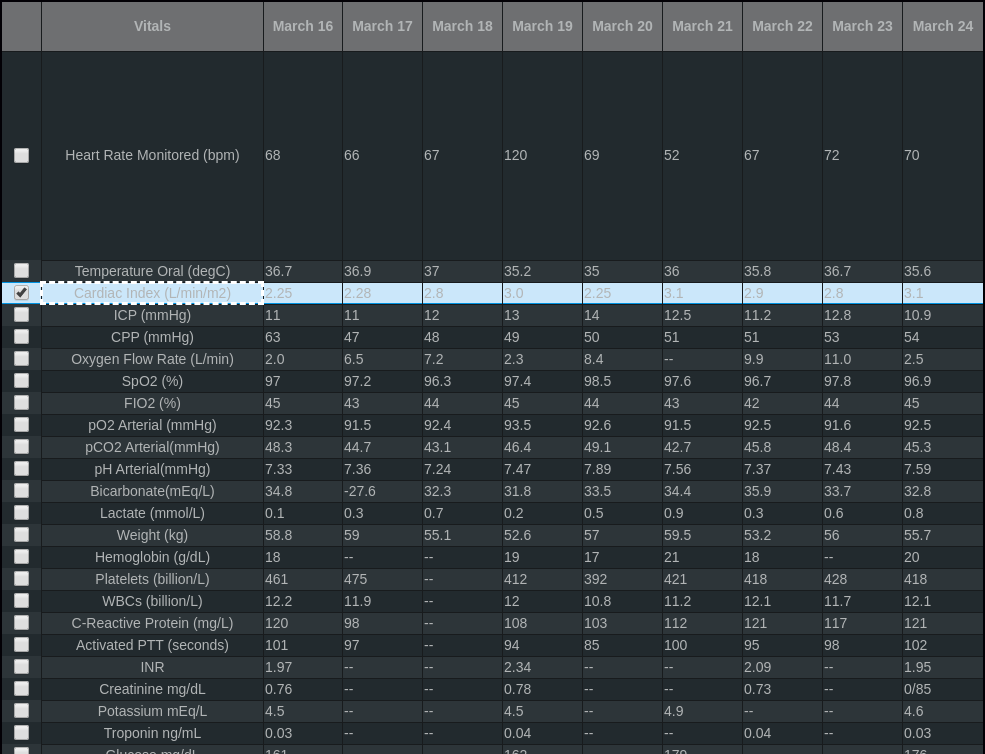 Vitals March 16 March 17 March 18 March 19 March 20 March 21 March 22 March 23 March 24
Heart Rate Monitored (bpm) 68 66 67 120 69 52 67 72 70
Temperature Oral (degC) 36.7 36.9 37 35.2 35 36 35.8 36.7 35.6
Cardiac Index (L/min/m2) 2.25 2.28 2.8 3.0 2.25 3.1 2.9 2.8 3.1
ICP (mmHg) 11 11 12 13 14 12.5 11.2 12.8 10.9
CPP (mmHg) 63 47 48 49 50 51 51 53 54
Oxygen Flow Rate (L/min) 2.0 6.5 7.2 2.3 8.4 -- 9.9 11.0 2.5
SpO2 (%) 97 97.2 96.3 97.4 98.5 97.6 96.7 97.8 96.9
FIO2 (%) 45 43 44 45 44 43 42 44 45
pO2 Arterial (mmHg) 92.3 91.5 92.4 93.5 92.6 91.5 92.5 91.6 92.5
pCO2 Arterial(mmHg) 48.3 44.7 43.1 46.4 49.1 42.7 45.8 48.4 45.3
pH Arterial(mmHg) 7.33 7.36 7.24 7.47 7.89 7.56 7.37 7.43 7.59
Bicarbonate(mEq/L) 34.8 -27.6 32.3 31.8 33.5 34.4 35.9 33.7 32.8
Lactate (mmol/L) 0.1 0.3 0.7 0.2 0.5 0.9 0.3 0.6 0.8
Weight (kg) 58.8 59 55.1 52.6 57 59.5 53.2 56 55.7
Hemoglobin (g/dL) 18 -- -- 19 17 21 18 -- 20
Platelets (billion/L) 461 475 -- 412 392 421 418 428 418
WBCs (billion/L) 12.2 11.9 -- 12 10.8 11.2 12.1 11.7 12.1
C-Reactive Protein (mg/L) 120 98 -- 108 103 112 121 117 121
Activated PTT (seconds) 101 97 -- 94 85 100 95 98 102
INR 1.97 -- -- 2.34 -- -- 2.09 -- 1.95
Creatinine mg/dL 0.76 -- -- 0.78 -- -- 0.73 -- 0/85
Potassium mEq/L 4.5 -- -- 4.5 -- 4.9 -- -- 4.6
Troponin ng/mL 0.03 -- -- 0.04 -- -- 0.04 -- 0.03
Glucose mg/dL 161